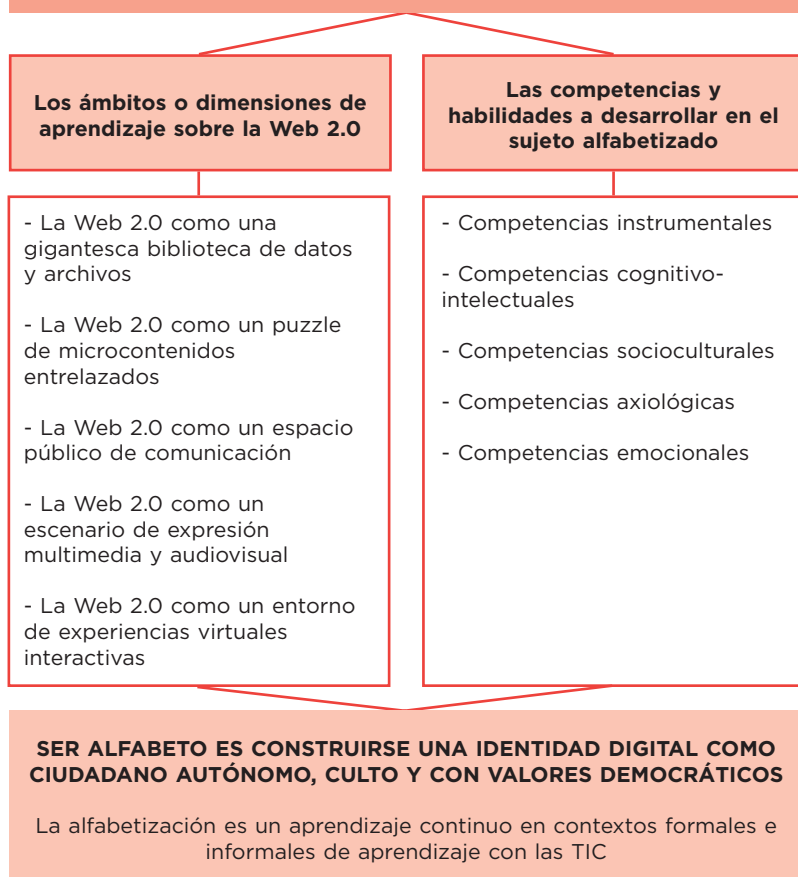 Los ámbitos o dimensiones de
aprendizaje sobre la Web 2.0
Las competencias y
habilidades a desarrollar en el
sujeto alfabetizado
- La Web 2.0 como una
gigantesca biblioteca de datos
y archivos
- La Web 2.0 como un puzzle
de microcontenidos
entrelazados
- La Web 2.0 como un espacio
público de comunicación
- La Web 2.0 como un
escenario de expresión
multimedia y audiovisual
- La Web 2.0 como un entorno
de experiencias virtuales
interactivas
- Competencias instrumentales
- Competencias cognitivo-
intelectuales
- Competencias socioculturales
- Competencias axiológicas
- Competencias emocionales
SER ALFABETO ES CONSTRUIRSE UNA IDENTIDAD DIGITAL COMO
CIUDADANO AUTÓNOMO, CULTO Y CON VALORES DEMOCRÁTICOS
La alfabetización es un aprendizaje continuo en contextos formales e
informales de aprendizaje con las TIC